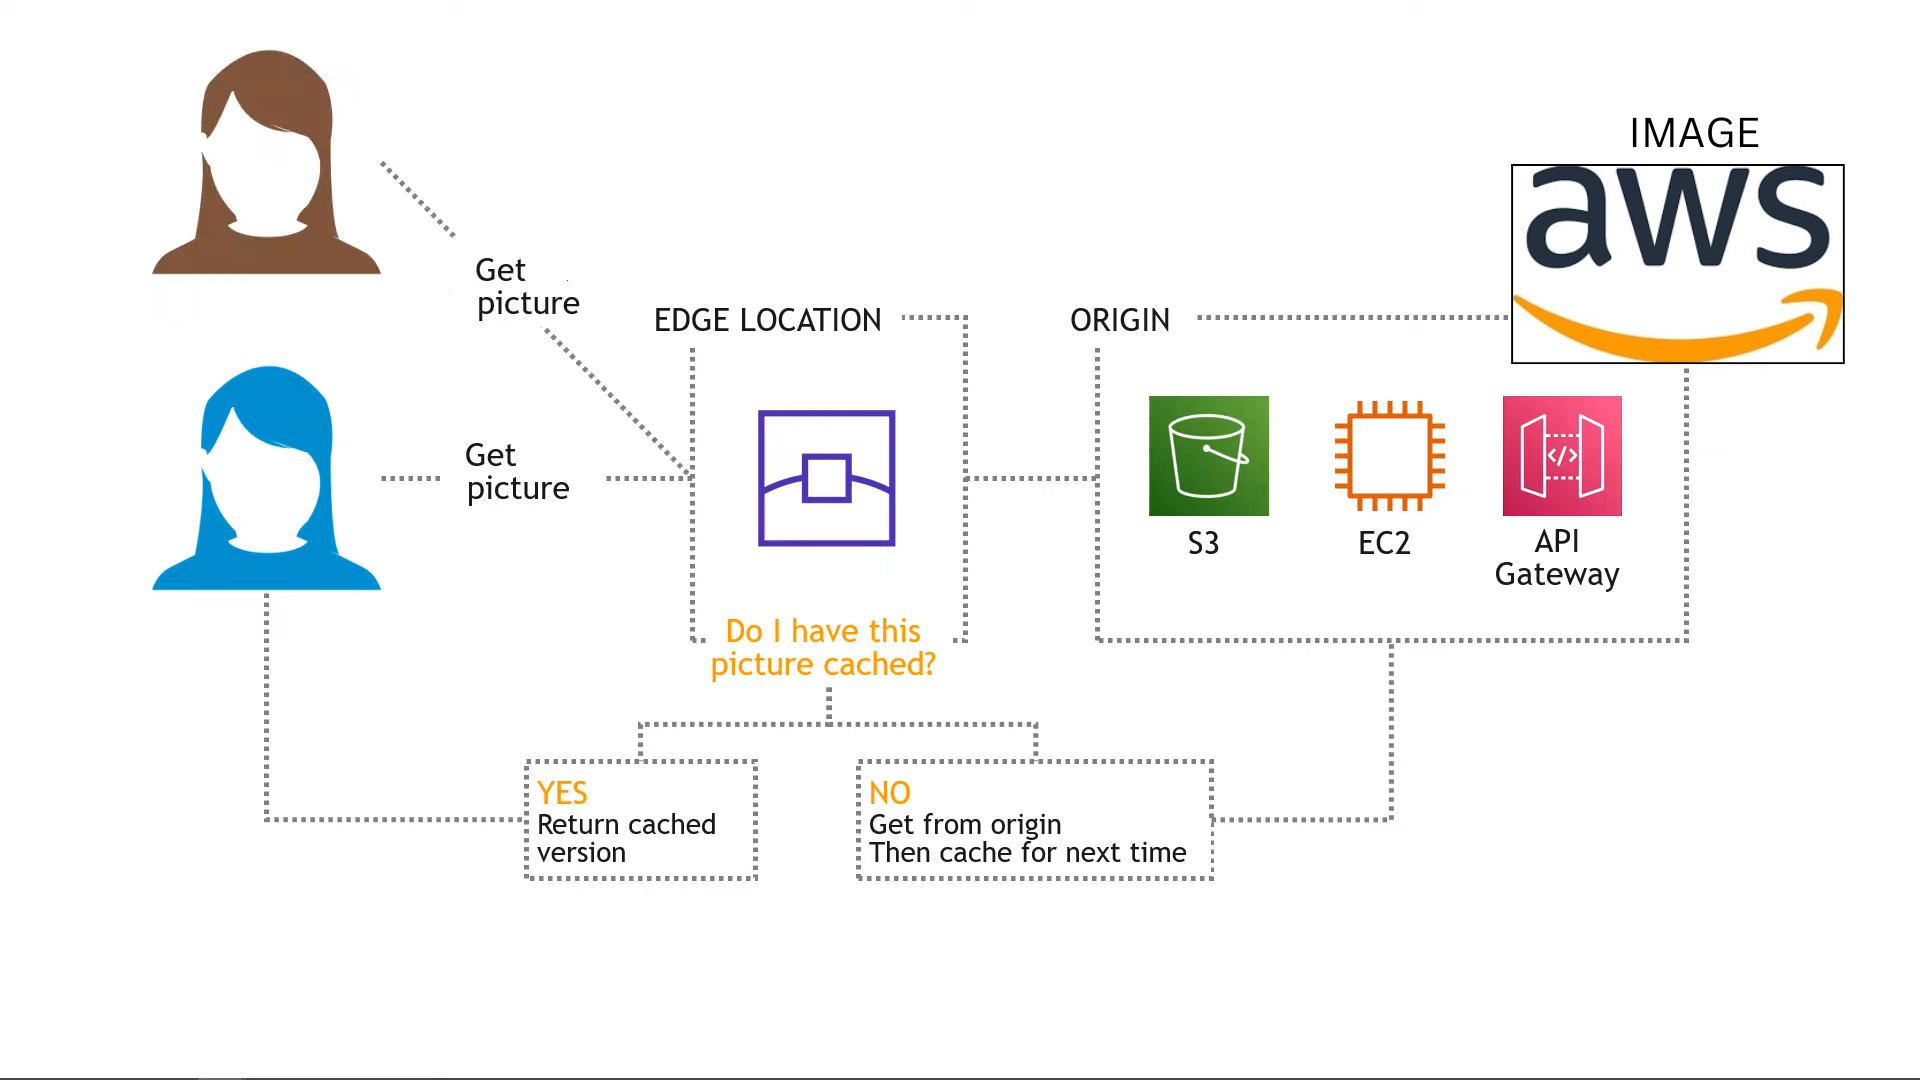 IMAGE
aws
Get
picture
EDGE LOCATION
ORIGIN
Get
picture
</>
S3
EC2
API
Gateway
Do I have this
picture cached?
YES
Return cached
version
NO
Get from origin
Then cache for next time